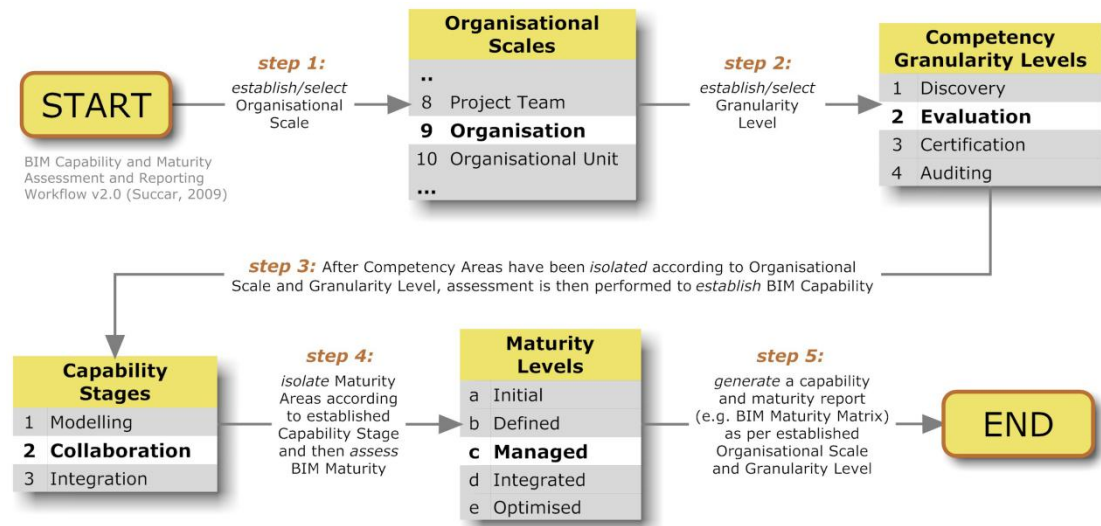 START
BIM Capability and Maturity
Assessment and Reporting
Workflow v2.0 (Succar, 2009)
step 1:
establish/select
Organisational
Scale
Organisational
Scales
..
8 Project Team
9 Organisation
10 Organisational Unit
...
step 2:
establish/select
Granularity
Level
Competency
Granularity Levels
1 Discovery
2 Evaluation
3 Certification
4 Auditing
step 3: After Competency Areas have been isolated according to Organisational
Scale and Granularity Level, assessment is then performed to establish BIM Capability
Capability
Stages
1 Modelling
2 Collaboration
3 Integration
step 4:
isolate Maturity
Areas according
to established
Capability Stage
and then assess
BIM Maturity
Maturity
Levels
a Initial
b Defined
c Managed
d Integrated
e Optimised
step 5:
generate a capability
and maturity report
(e.g. BIM Maturity Matrix)
as per established
Organisational Scale
and Granularity Level
END